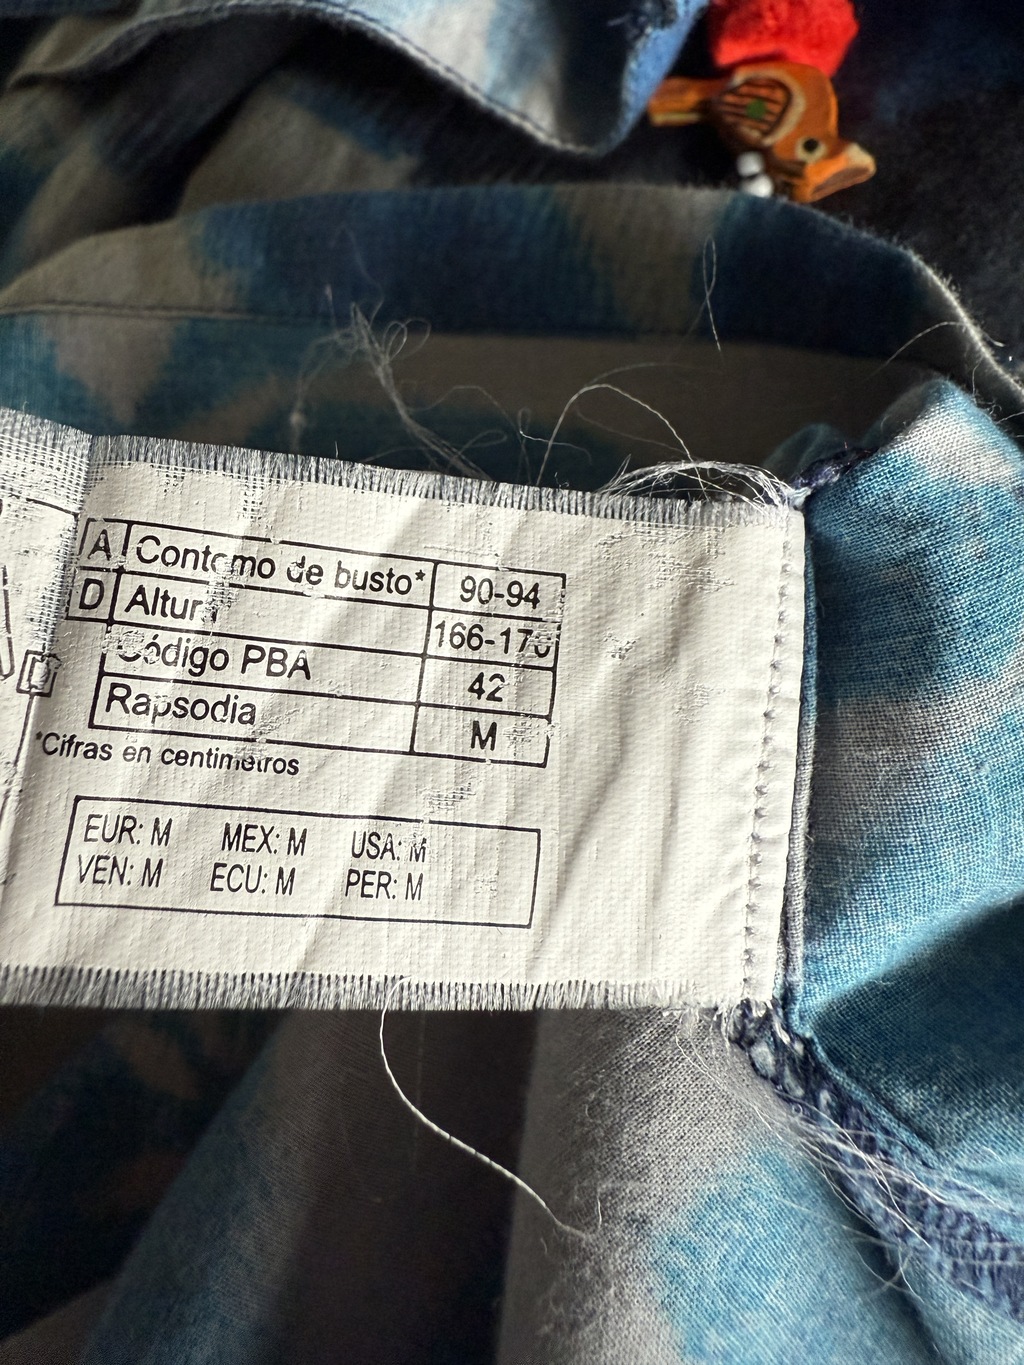 A Contorno de busto* 90-94
D Altura 166-170
Código PBA 42
Rapsodia M
*Cifras en centímetros
EUR: M MEX: M USA: M
VEN: M ECU: M PER: M